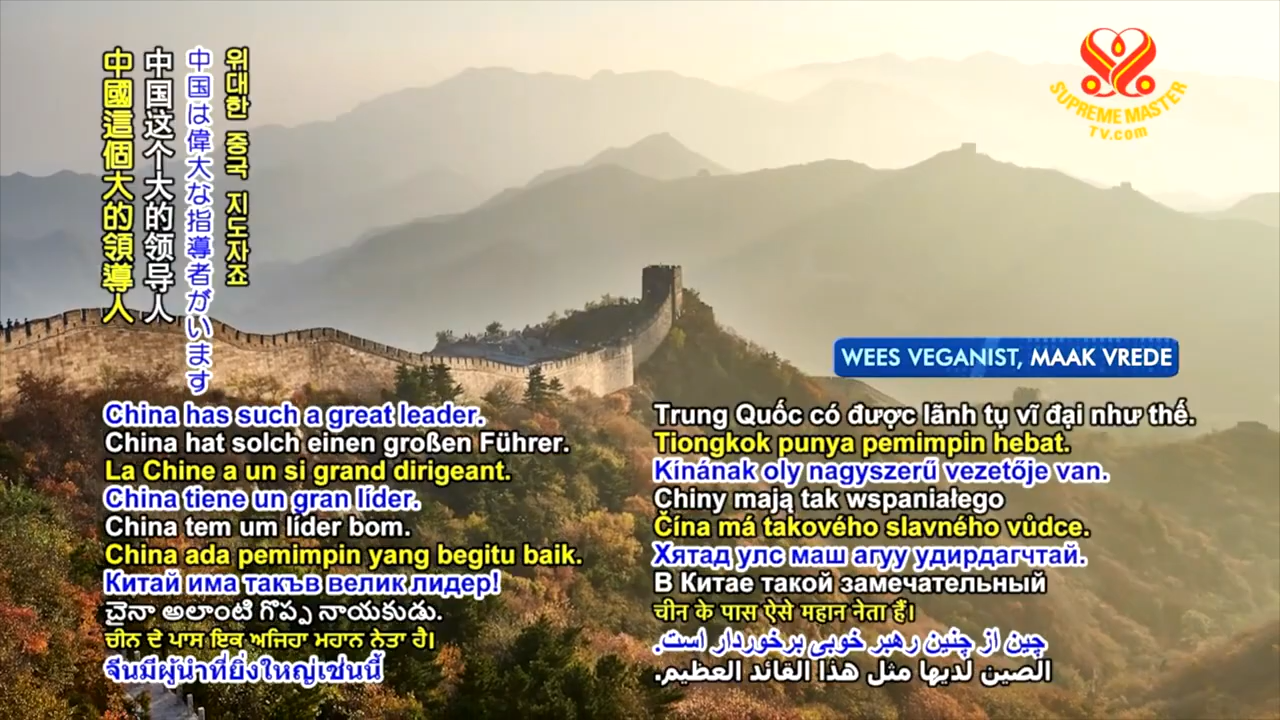 中國這個大的領導人
中国这个大的领导人
中国は偉大な指導者がいます
위대한 중국 지도자죠
SUPREME MASTER
TV.com
WEES VEGANIST, MAAK VREDE
China has such a great leader.
China hat solch einen großen Führer.
La Chine a un si grand dirigeant.
China tiene un gran líder.
China tem um líder bom.
China ada pemimpin yang begitu baik.
Китай има такъв велик лидер!
చైనా అలాంటి గొప్ప నాయకుడు.
ਚੀਨ ਦੇ ਪਾਸ ਇਕ ਅਜਿਹਾ ਮਹਾਨ ਨੇਤਾ ਹੈ।
จีนมีผู้นำที่ยิ่งใหญ่เช่นนี้
Trung Quốc có được lãnh tụ vĩ đại như thế.
Tiongkok punya pemimpin hebat.
Kínának oly nagyszerű vezetője van.
Chiny mają tak wspaniałego
Čína má takového slavného vůdce.
Хятад улс маш агуу удирдагчтай.
В Китае такой замечательный
चीन के पास ऐसे महान नेता हैं।
چین از چنین رهبر خوبی برخوردار است.
الصين لديها مثل هذا القائد العظيم.